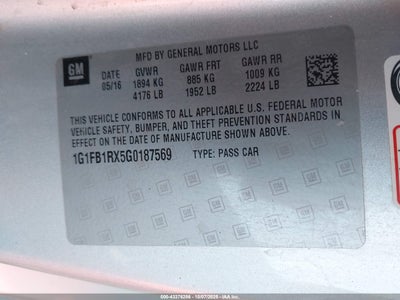 MFD BY GENERAL MOTORS LLC
GM
DATE GVWR GAWR FRT GAWR RR
05/16 1894 KG 885 KG 1009 KG
4176 LB 1952 LB 2224 LB
THIS VEHICLE CONFORMS TO ALL APPLICABLE U.S. FEDERAL MOTOR
VEHICLE SAFETY, BUMPER, AND THEFT PREVENTION STANDARDS IN
EFFECT ON THE DATE OF MANUFACTURE SHOWN ABOVE.
1G1FB1RX5G0187569 TYPE: PASS CAR